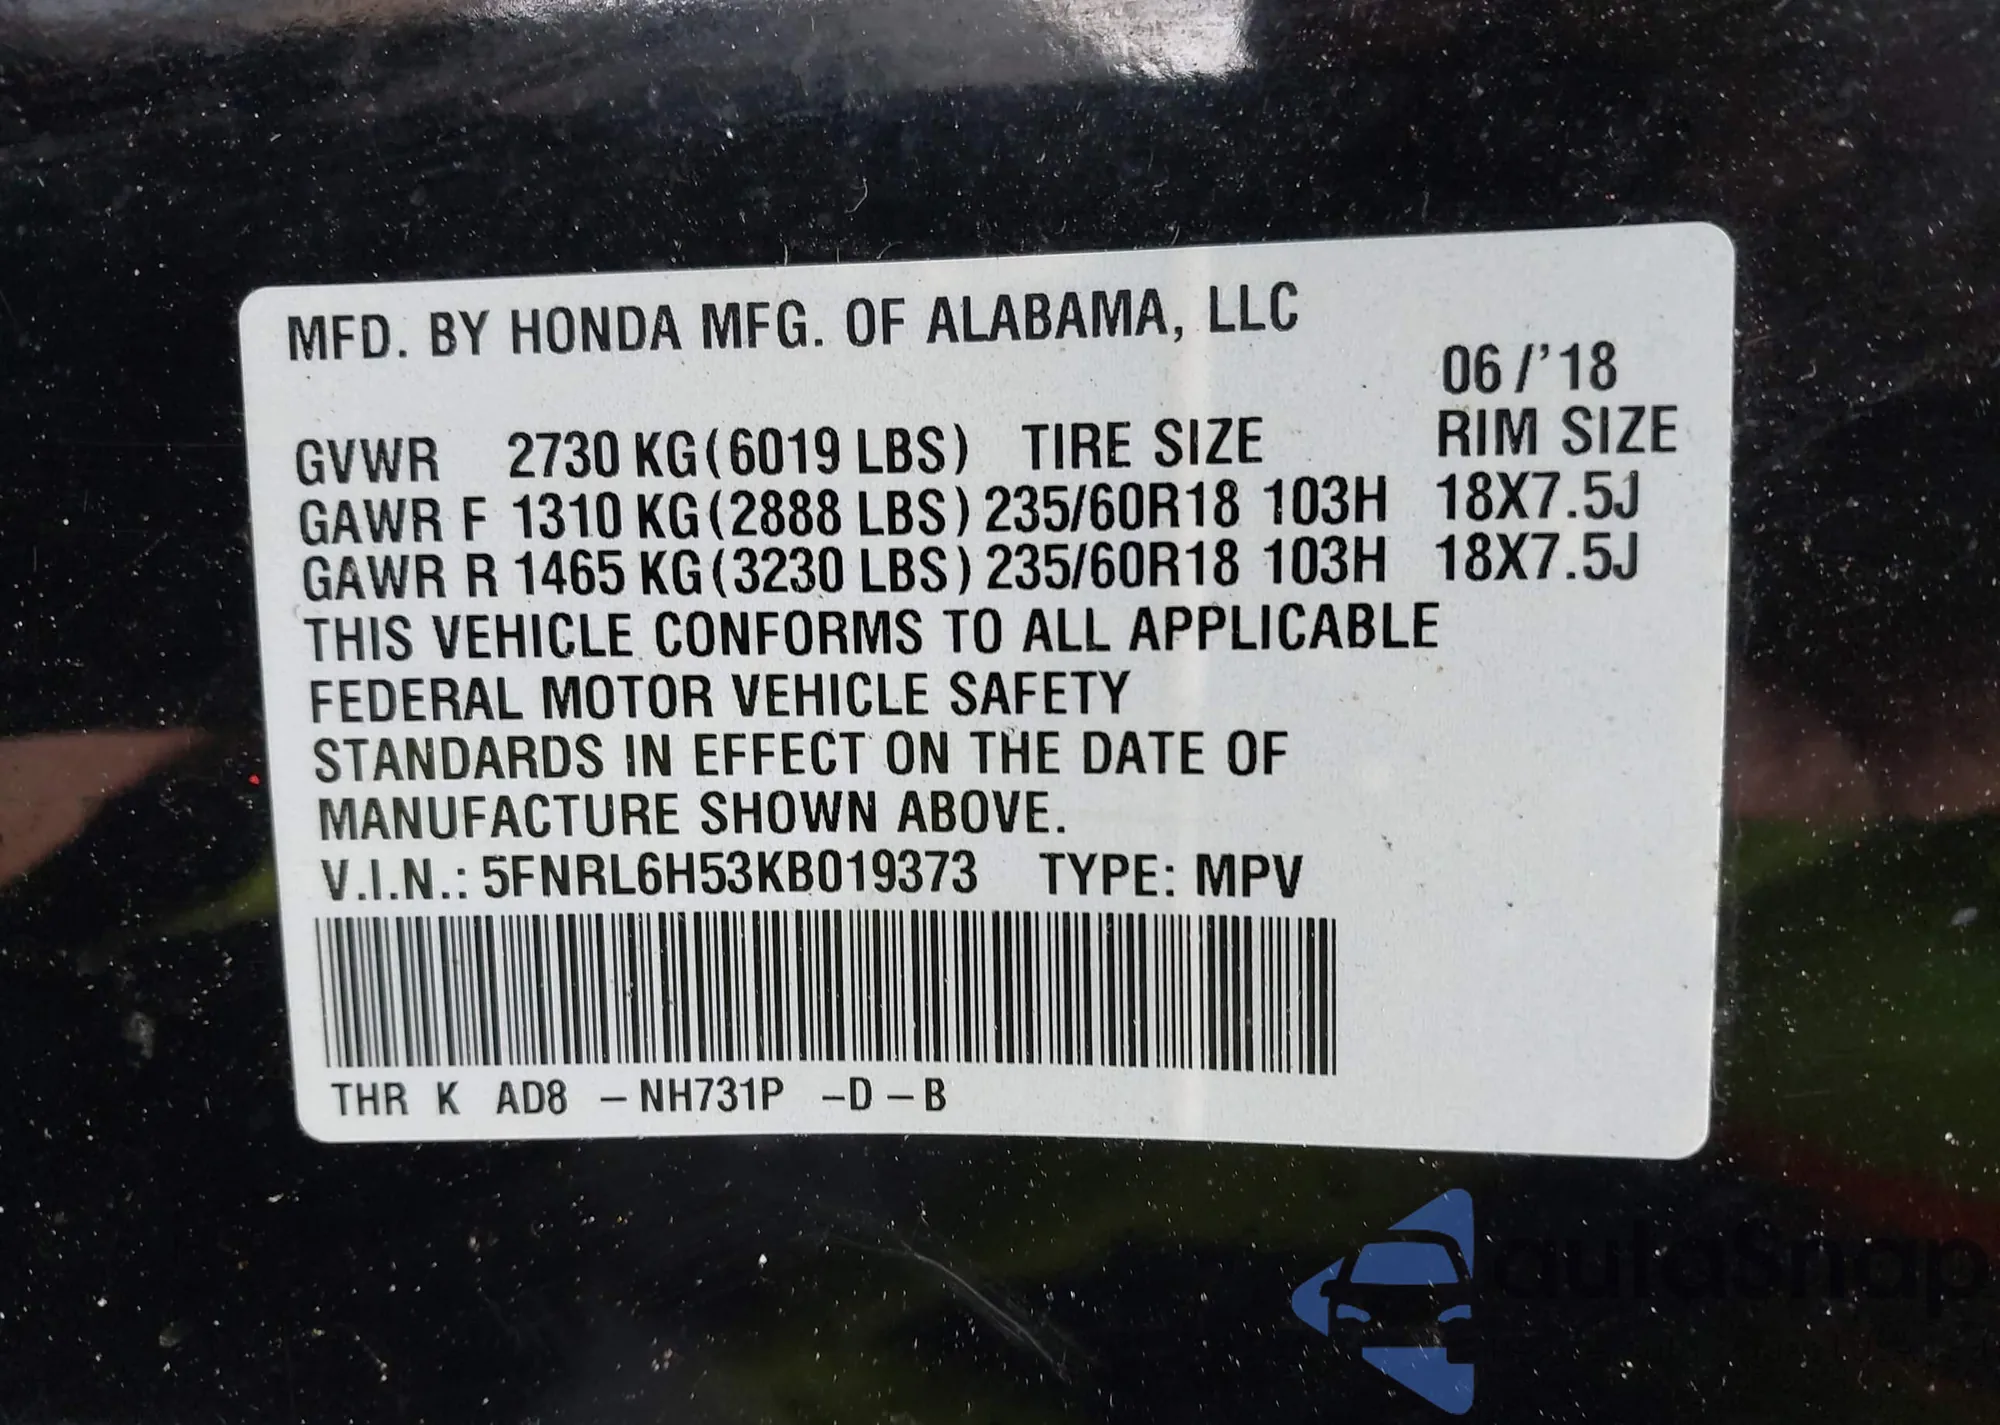 MFD. BY HONDA MFG. OF ALABAMA, LLC
06/'18
GVWR 2730 KG(6019 LBS) TIRE SIZE RIM SIZE
GAWR F 1310 KG(2888 LBS) 235/60R18 103H 18X7.5J
GAWR R 1465 KG(3230 LBS) 235/60R18 103H 18X7.5J
THIS VEHICLE CONFORMS TO ALL APPLICABLE
FEDERAL MOTOR VEHICLE SAFETY
STANDARDS IN EFFECT ON THE DATE OF
MANUFACTURE SHOWN ABOVE.
V.I.N.: 5FNRL6H53KB019373 TYPE: MPV
THR K AD8 -NH731P -D-B
autaSnap